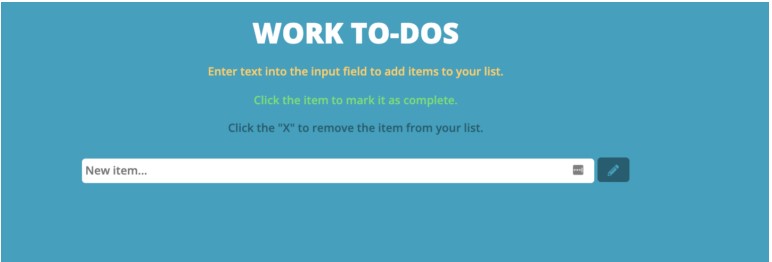 WORK TO-DOS
Enter text into the input field to add items to your list.
Click the item to mark it as complete.
Click the "X" to remove the item from your list.
New item...